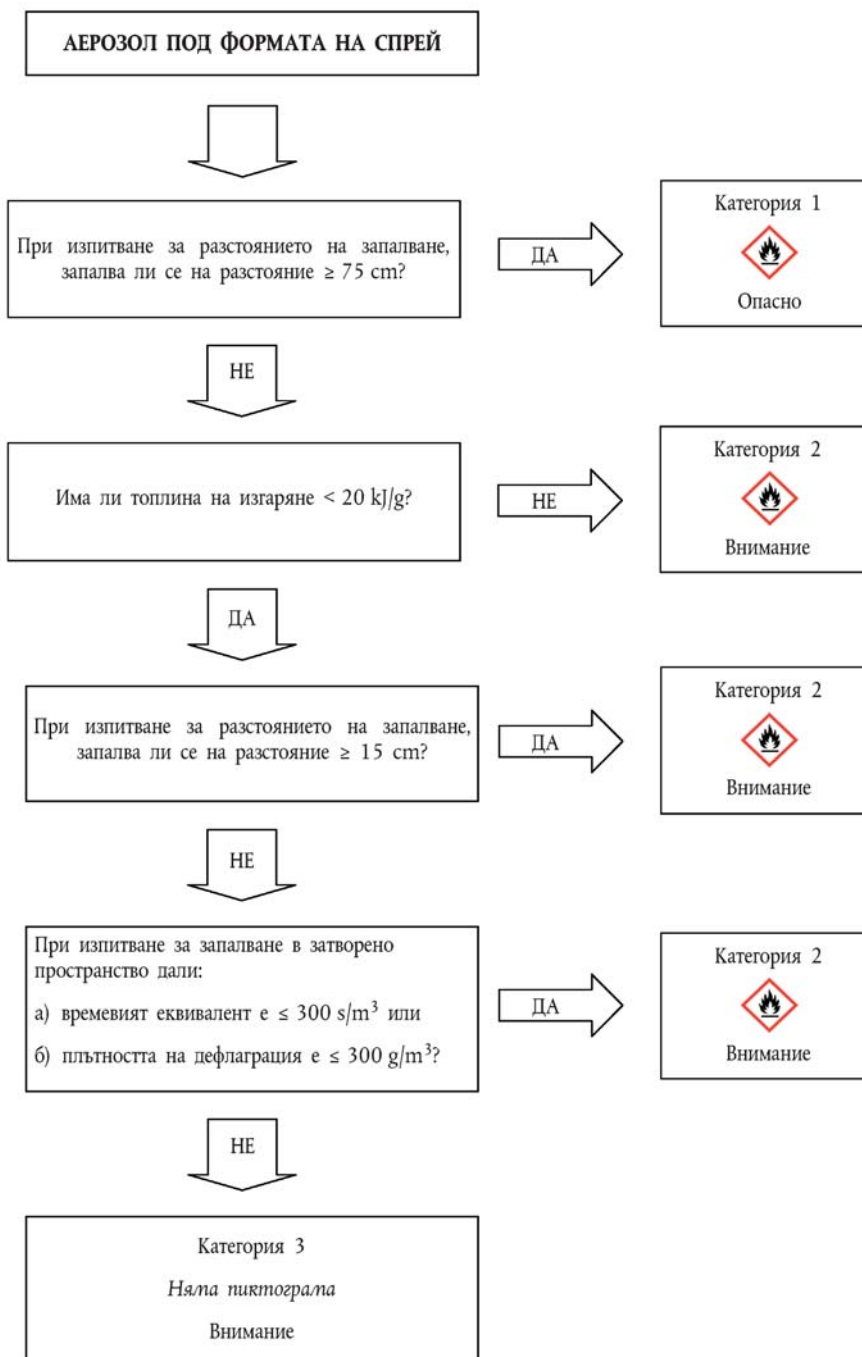 АЕРОЗОЛ ПОД ФОРМАТА НА СПРЕЙ
При изпитване за разстоянието на запалване,
запалва ли се на разстояние ≥ 75 cm?
ДА
Категория 1
Опасно
НЕ
Има ли топлина на изгаряне < 20 kJ/g?
НЕ
Категория 2
Внимание
ДА
При изпитване за разстоянието на запалване,
запалва ли се на разстояние ≥ 15 cm?
ДА
Категория 2
Внимание
НЕ
При изпитване за запалване в затворено
пространство дали:
а) времевият еквивалент е ≤ 300 s/m³ или
б) плътността на дефлаграция е ≤ 300 g/m³?
ДА
Категория 2
Внимание
НЕ
Категория 3
Няма пиктограма
Внимание